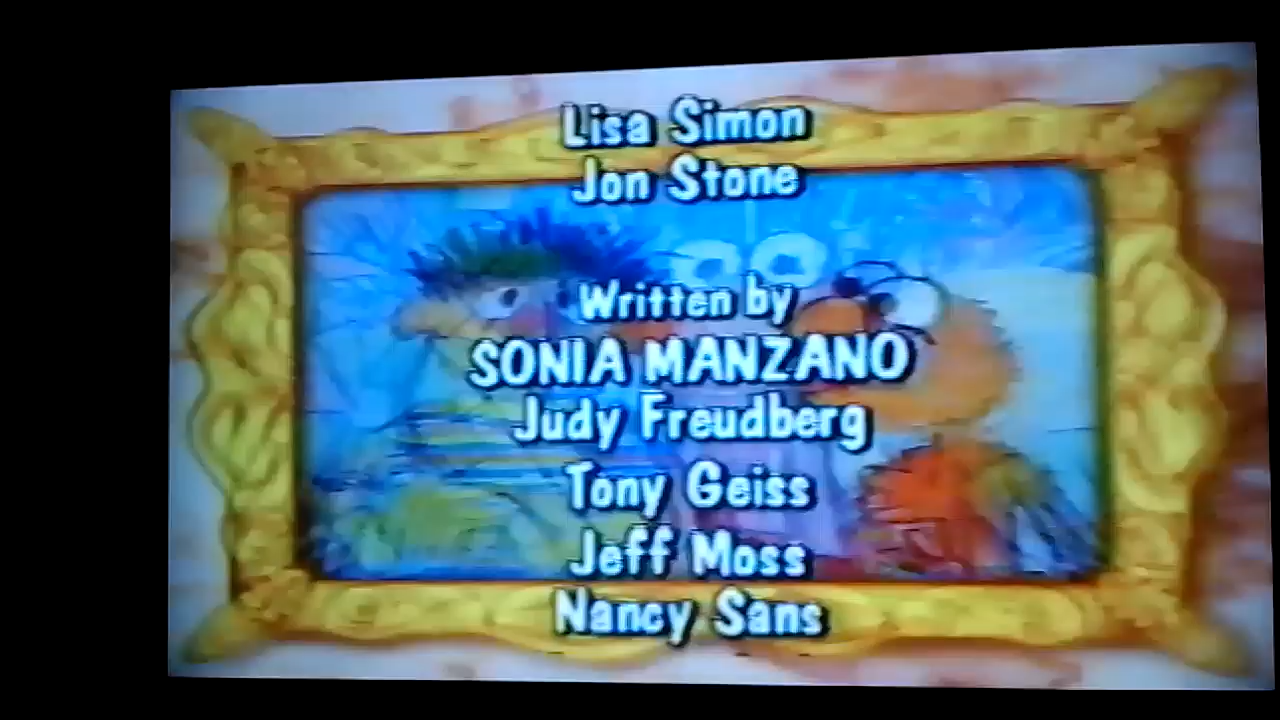 Lisa Simon
Jon Stone
Written by
SONIA MANZANO
Judy Freudberg
Tony Geiss
Jeff Moss
Nancy Sans